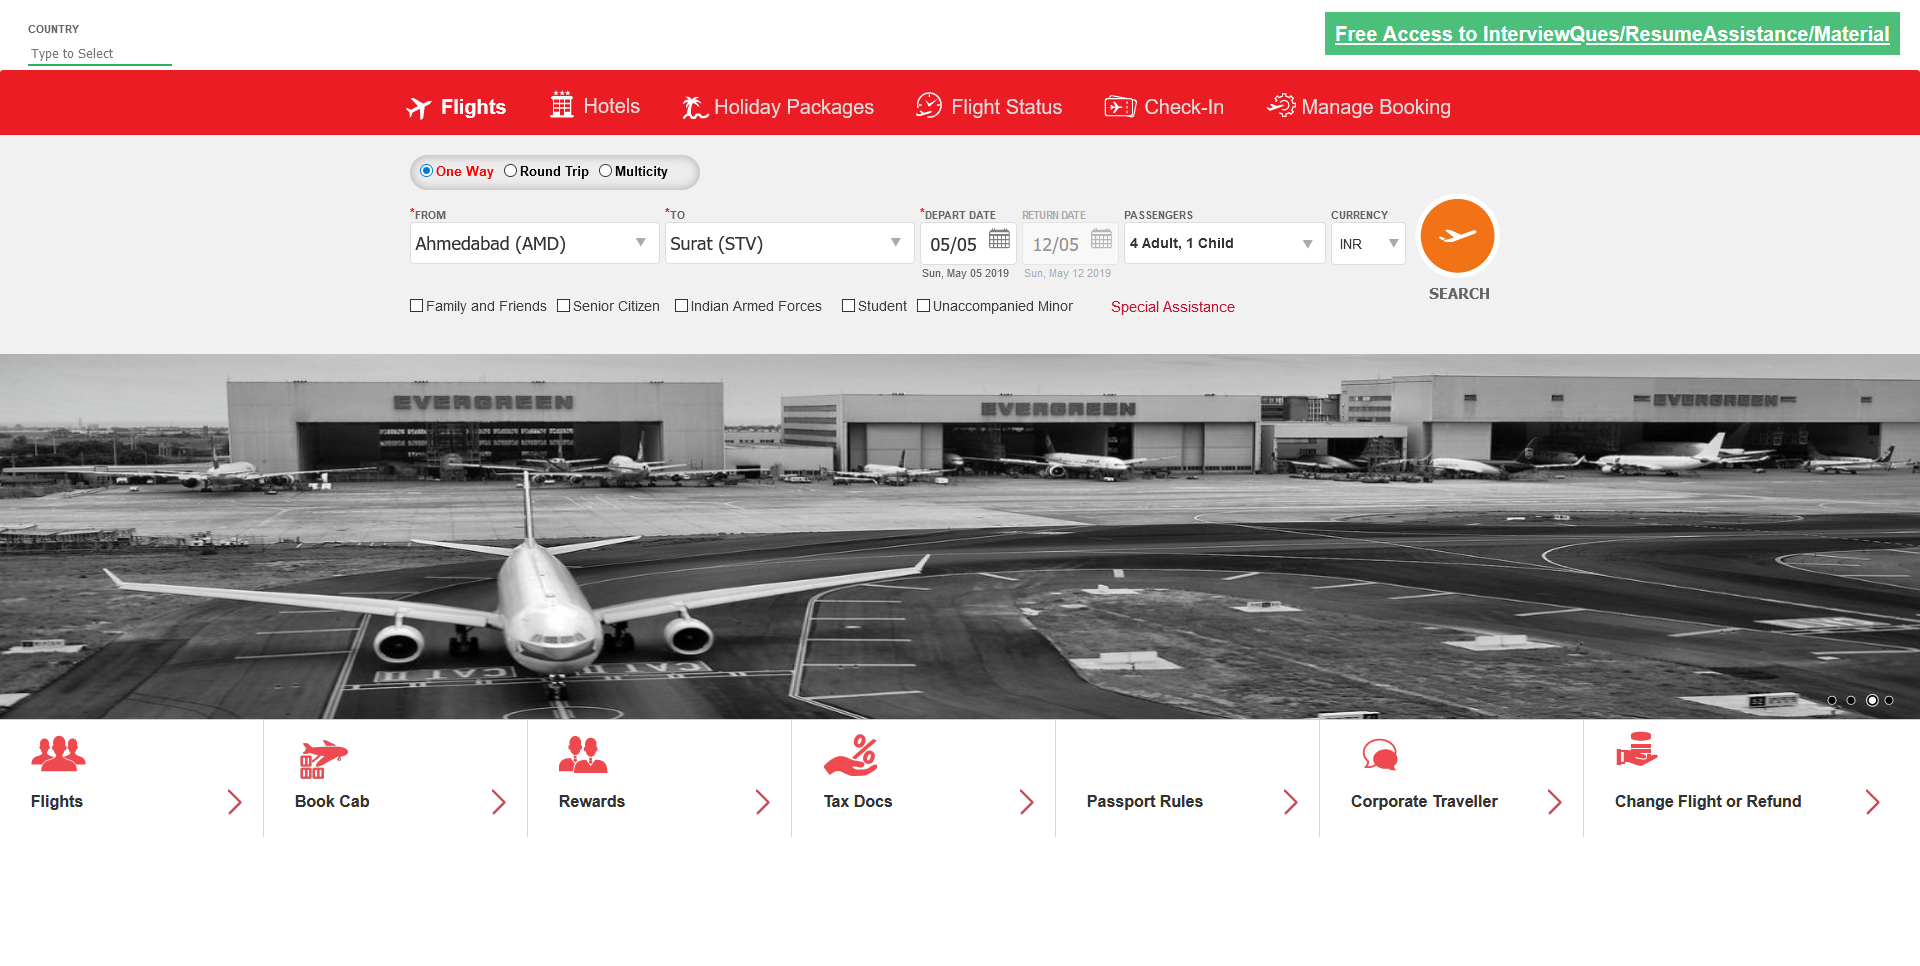 COUNTRY
Type to Select
Free Access to InterviewQues/ResumeAssistance/Material
Flights Hotels Holiday Packages Flight Status Check-In Manage Booking
One Way Round Trip Multicity
*FROM *TO *DEPART DATE RETURN DATE PASSENGERS CURRENCY
Ahmedabad (AMD) Surat (STV) 05/05 12/05 4 Adult, 1 Child INR
Sun, May 05 2019 Sun, May 12 2019
SEARCH
Family and Friends Senior Citizen Indian Armed Forces Student Unaccompanied Minor Special Assistance
EVERGREEN EVERGREEN EVERGREEN
CAT II CAT II
Flights Book Cab Rewards Tax Docs Passport Rules Corporate Traveller Change Flight or Refund